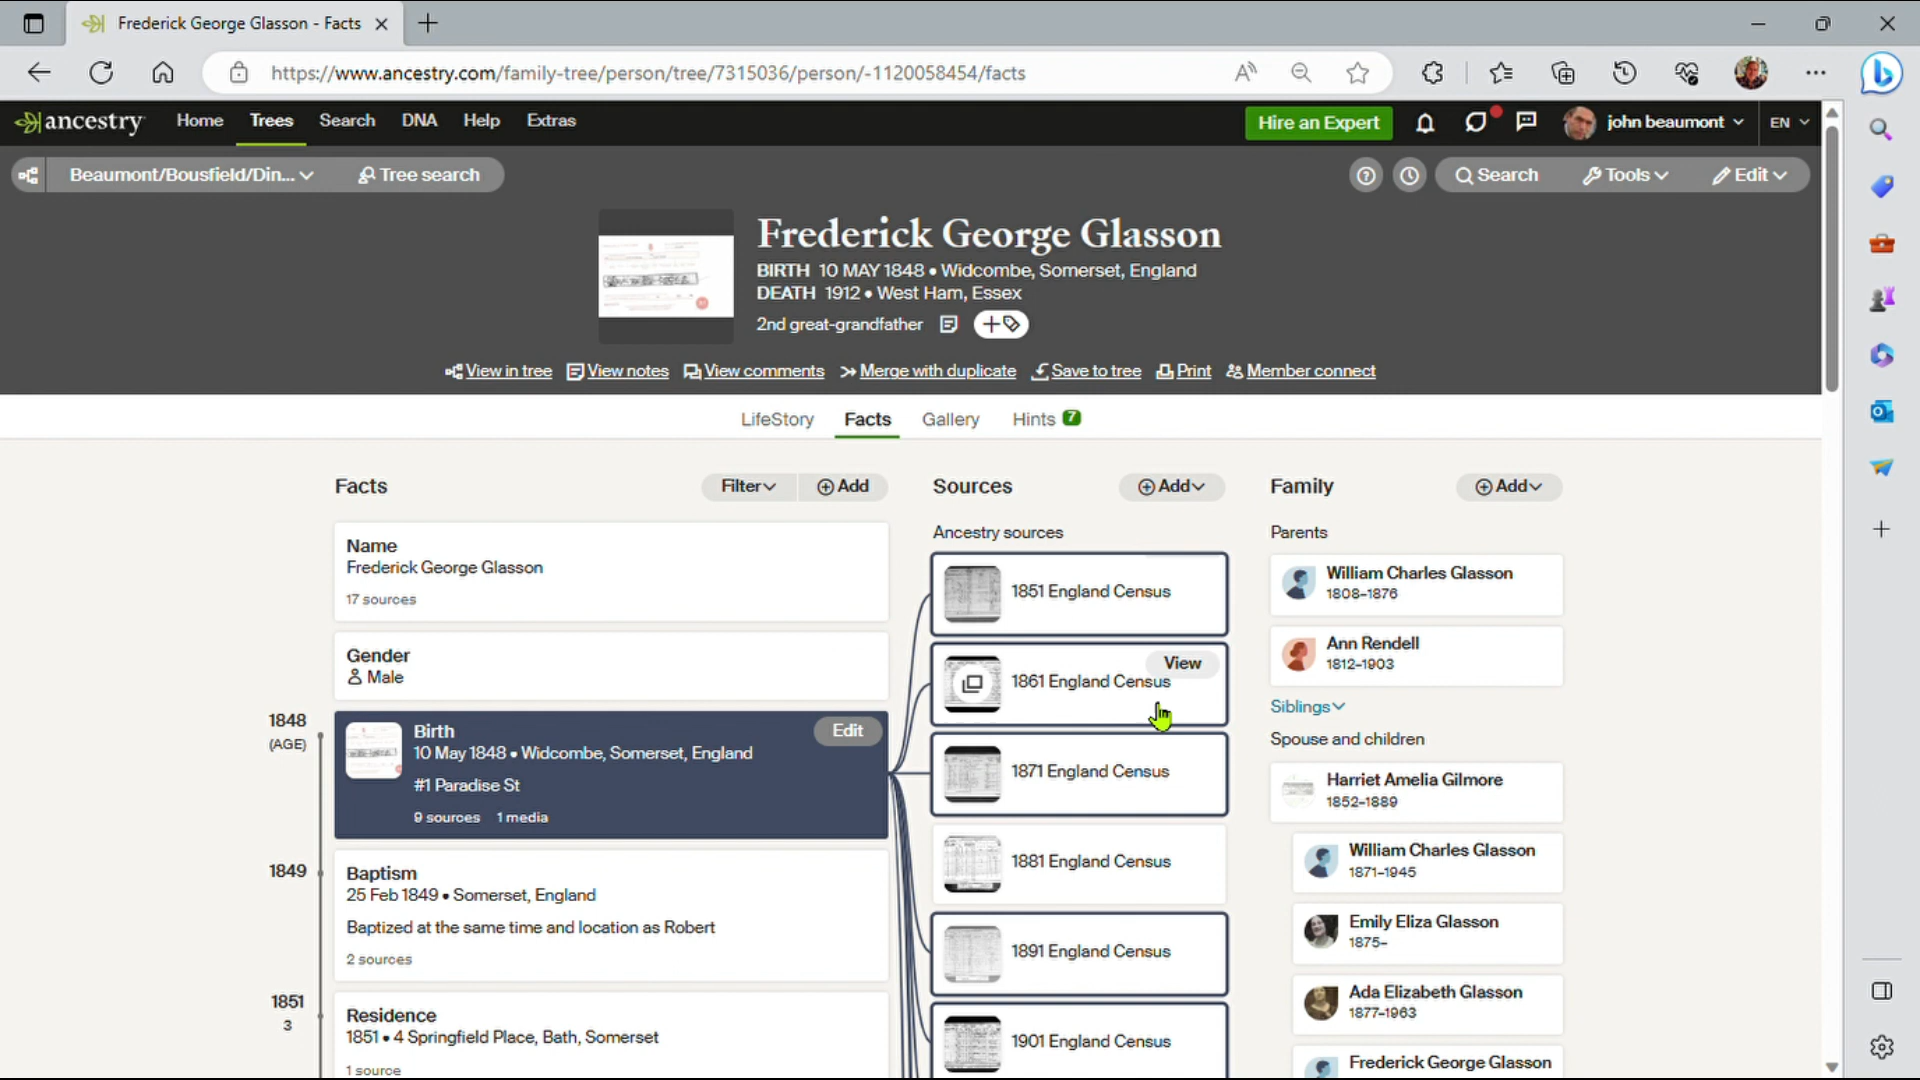 Frederick George Glasson - Facts
https://www.ancestry.com/family-tree/person/tree/7315036/person/-1120058454/facts
ancestry Home Trees Search DNA Help Extras Hire an Expert john beaumont EN
Beaumont/Bousfield/Din... Tree search Search Tools Edit
Frederick George Glasson
BIRTH 10 MAY 1848 • Widcombe, Somerset, England
DEATH 1912 • West Ham, Essex
2nd great-grandfather
View in tree View notes View comments Merge with duplicate Save to tree Print Member connect
LifeStory Facts Gallery Hints 7
Facts Filter Add
Name
Frederick George Glasson
17 sources
Gender
Male
1848
(AGE)
Birth
Edit
10 May 1848 • Widcombe, Somerset, England
#1 Paradise St
9 sources 1 media
1849
Baptism
25 Feb 1849 • Somerset, England
Baptized at the same time and location as Robert
2 sources
1851
3
Residence
1851 • 4 Springfield Place, Bath, Somerset
1 source
Sources Add
Ancestry sources
1851 England Census
View
1861 England Census
1871 England Census
1881 England Census
1891 England Census
1901 England Census
Family Add
Parents
William Charles Glasson
1808–1876
Ann Rendell
1812–1903
Siblings
Spouse and children
Harriet Amelia Gilmore
1852–1889
William Charles Glasson
1871–1945
Emily Eliza Glasson
1875–
Ada Elizabeth Glasson
1877–1963
Frederick George Glasson